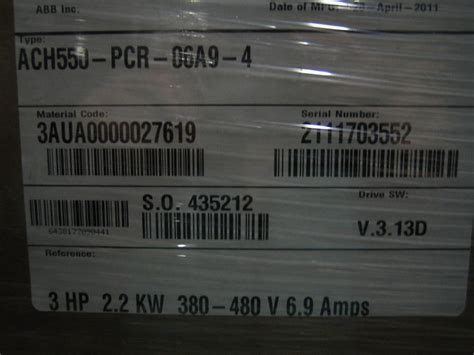 ABB Inc.
Date of MFG: April-2011
Type:
ACH550-PCR-06A9-4
Material Code:
3AUA0000027619
Serial Number:
2111703552
S.O. 435212
Drive SW:
V.3.13D
Reference:
3 HP 2.2 KW 380-480 V 6.9 Amps